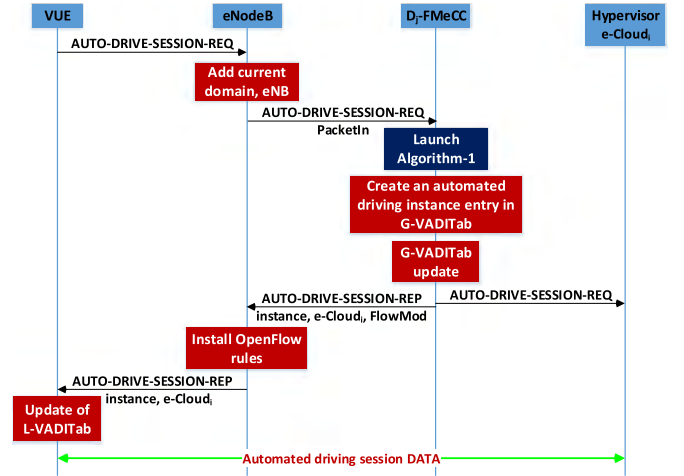 VUE
eNodeB
Dⱼ-FMeCC
Hypervisor
e-Cloudᵢ
AUTO-DRIVE-SESSION-REQ
Add current
domain, eNB
AUTO-DRIVE-SESSION-REQ
PacketIn
Launch
Algorithm-1
Create an automated
driving instance entry in
G-VADITab
G-VADITab
update
AUTO-DRIVE-SESSION-REP
instance, e-Cloudᵢ, FlowMod
AUTO-DRIVE-SESSION-REQ
Install OpenFlow
rules
AUTO-DRIVE-SESSION-REP
instance, e-Cloudᵢ
Update of
L-VADITab
Automated driving session DATA